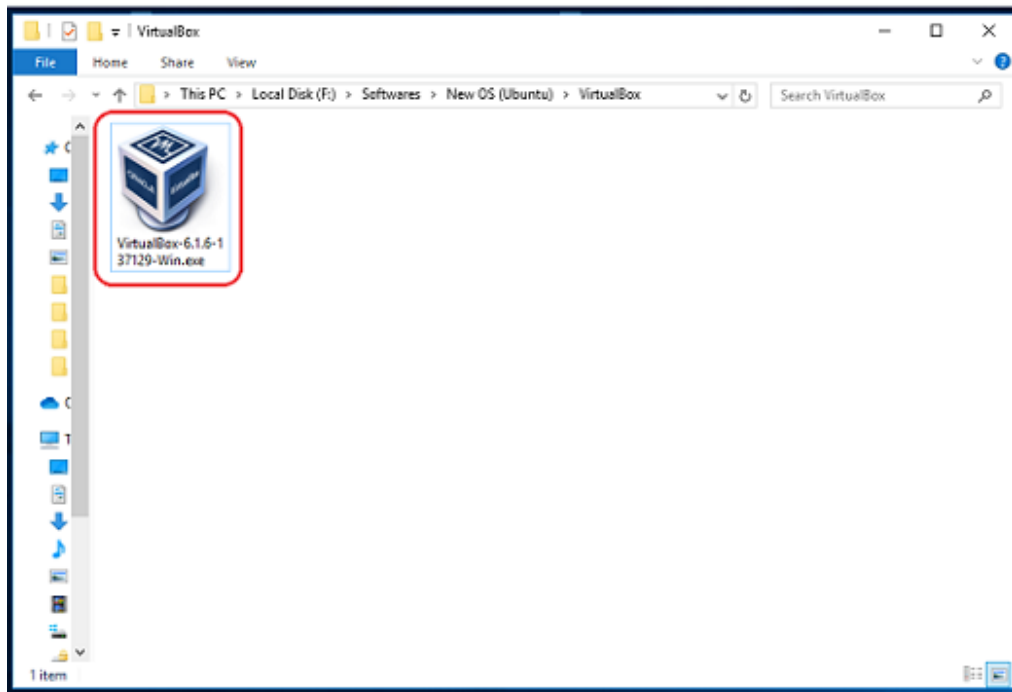 VirtualBox
File Home Share View
This PC > Local Disk (F:) > Softwares > New OS (Ubuntu) > VirtualBox
Search VirtualBox
VirtualBox-6.1.6-1
37129-Win.exe
1 item